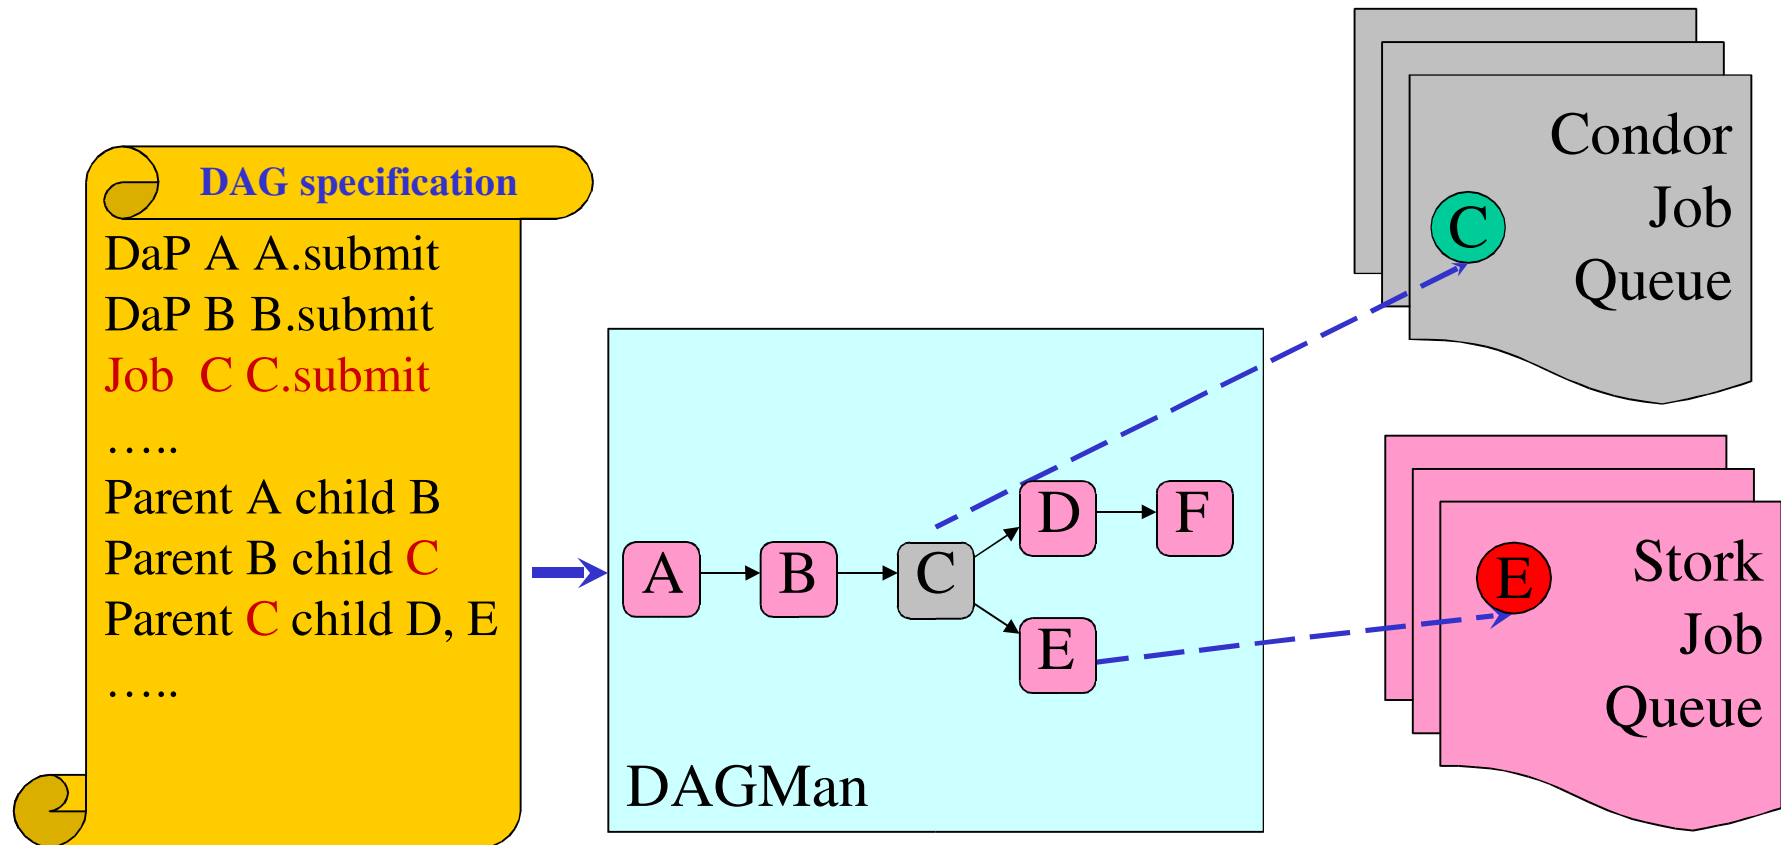 DAG specification
DaP A A.submit
DaP B B.submit
Job C C.submit
…..
Parent A child B
Parent B child C
Parent C child D, E
…..
A
B
C
D
F
E
DAGMan
Condor
Job
Queue
C
Stork
Job
Queue
E